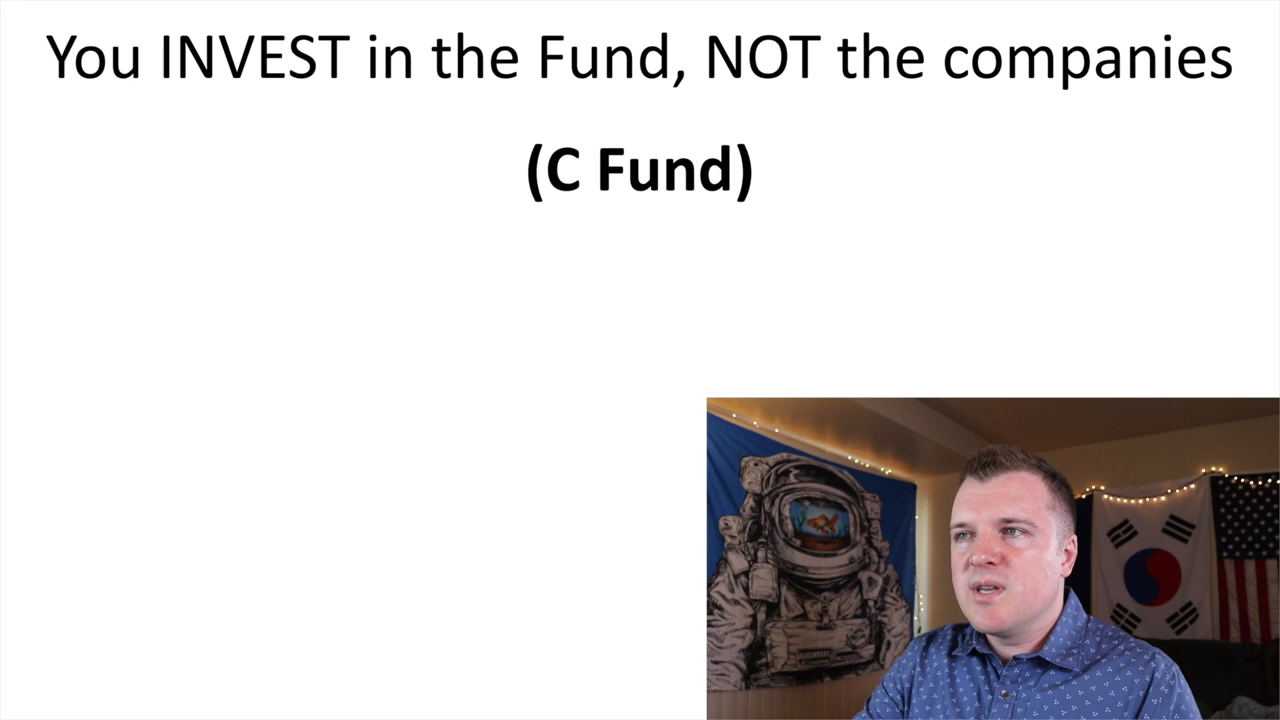 You INVEST in the Fund, NOT the companies
(C Fund)